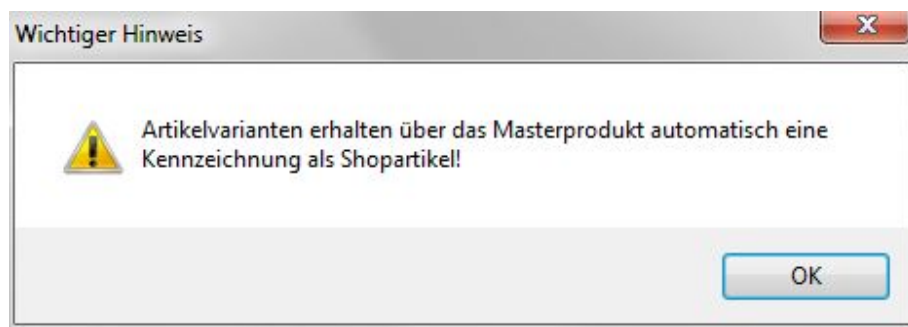 Wichtiger Hinweis
Artikelvarianten erhalten über das Masterprodukt automatisch eine
Kennzeichnung als Shopartikel!
OK